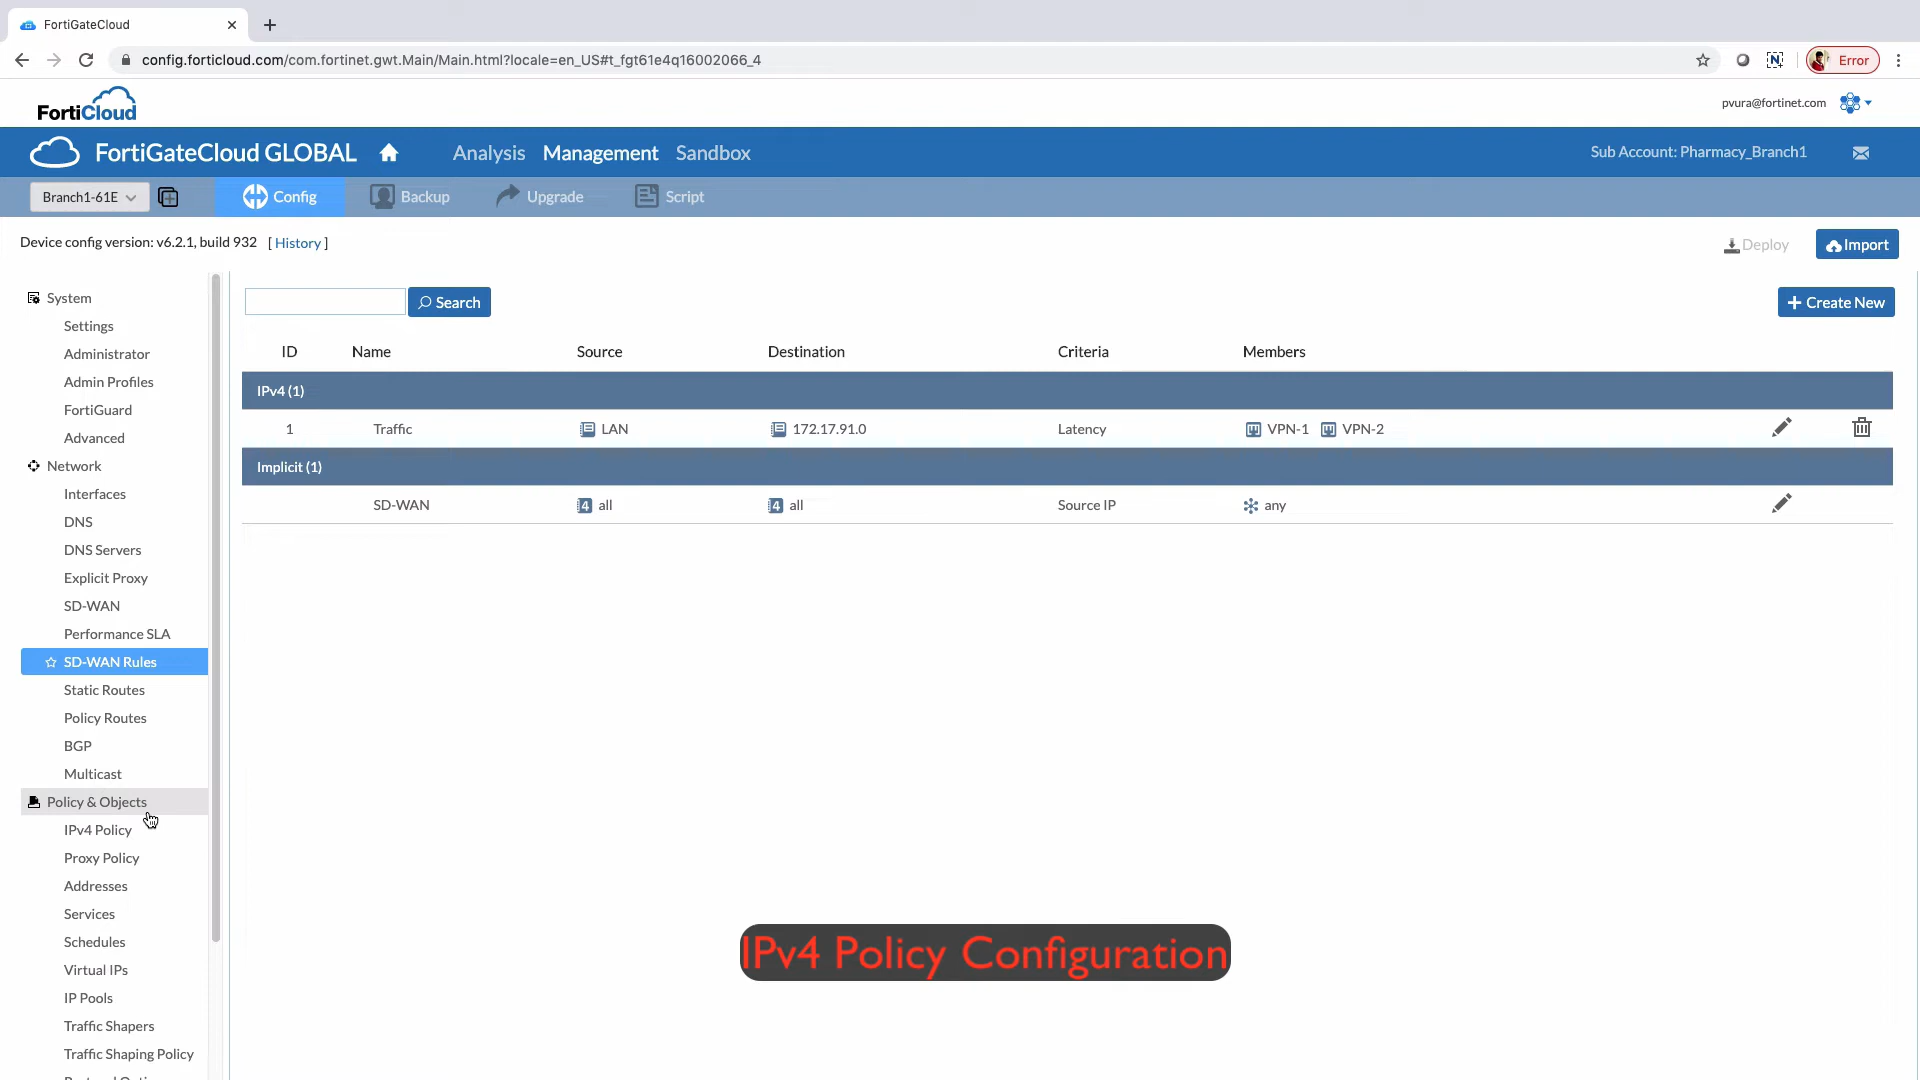 FortiGateCloud
config.forticloud.com/com.fortinet.gwt.Main/Main.html?locale=en_US#t_fgt61e4q16002066_4
Error
FortiCloud
pvura@fortinet.com
FortiGateCloud GLOBAL
Analysis
Management
Sandbox
Sub Account: Pharmacy_Branch1
Branch1-61E
Config
Backup
Upgrade
Script
Device config version: v6.2.1, build 932 [ History ]
Deploy
Import
System
Settings
Administrator
Admin Profiles
FortiGuard
Advanced
Network
Interfaces
DNS
DNS Servers
Explicit Proxy
SD-WAN
Performance SLA
SD-WAN Rules
Static Routes
Policy Routes
BGP
Multicast
Policy & Objects
IPv4 Policy
Proxy Policy
Addresses
Services
Schedules
Virtual IPs
IP Pools
Traffic Shapers
Traffic Shaping Policy
Search
+ Create New
ID Name Source Destination Criteria Members
IPv4 (1)
1 Traffic LAN 172.17.91.0 Latency VPN-1 VPN-2
Implicit (1)
SD-WAN 4 all 4 all Source IP any
IPv4 Policy Configuration